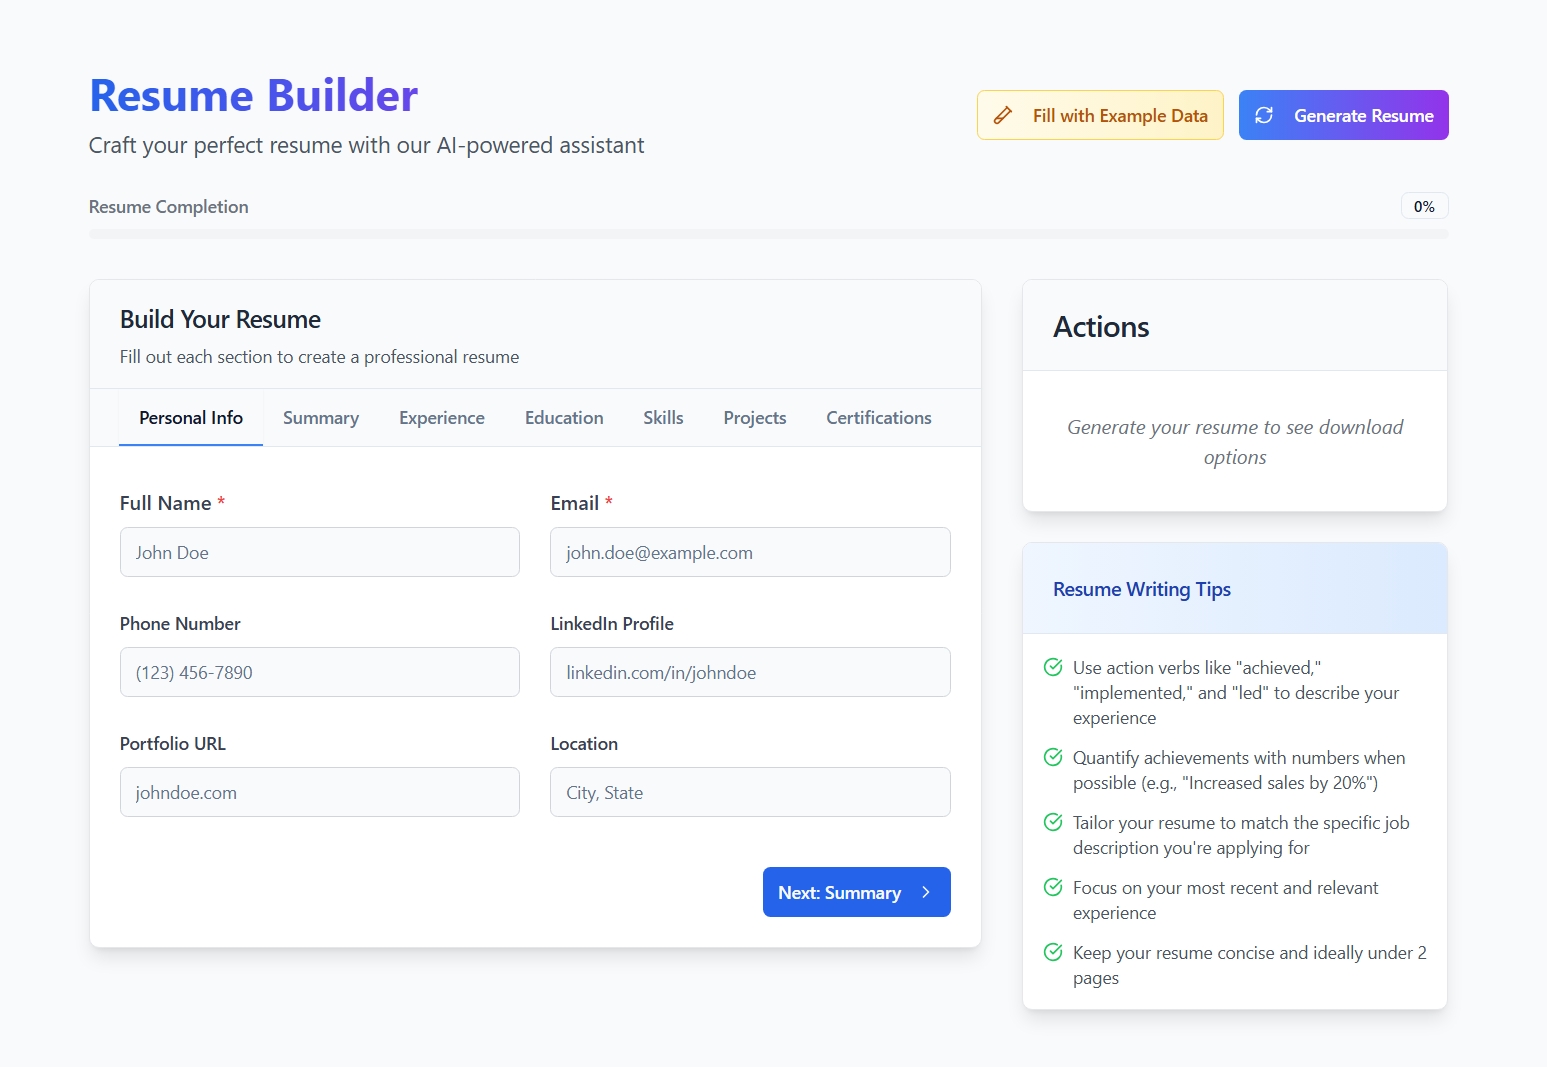 Resume Builder
Craft your perfect resume with our AI-powered assistant
Fill with Example Data
Generate Resume
Resume Completion
0%
Build Your Resume
Fill out each section to create a professional resume
Personal Info
Summary
Experience
Education
Skills
Projects
Certifications
Full Name *
Email *
John Doe
john.doe@example.com
Phone Number
LinkedIn Profile
(123) 456-7890
linkedin.com/in/johndoe
Portfolio URL
Location
johndoe.com
City, State
Next: Summary
Actions
Generate your resume to see download
options
Resume Writing Tips
Use action verbs like "achieved,"
"implemented," and "led" to describe your
experience
Quantify achievements with numbers when
possible (e.g., "Increased sales by 20%")
Tailor your resume to match the specific job
description you're applying for
Focus on your most recent and relevant
experience
Keep your resume concise and ideally under 2
pages